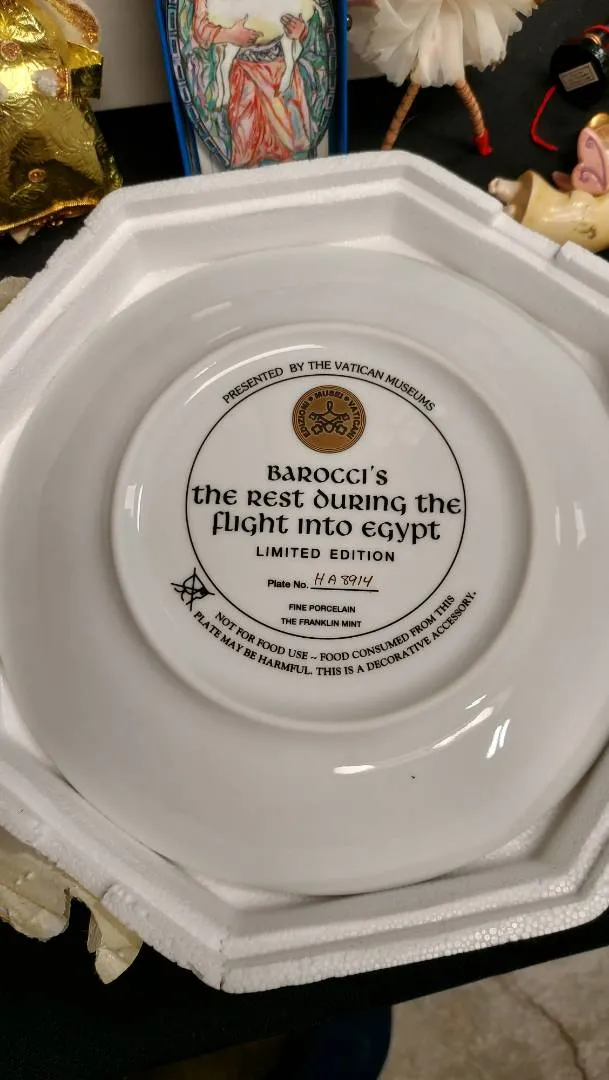 PRESENTED BY THE VATICAN MUSEUMS
EDIZIONI • MUSEI • VATICANI
BAROCCI'S
the REST DURING the
flight INTO EGYPT
LIMITED EDITION
Plate No. HA8914
FINE PORCELAIN
THE FRANKLIN MINT
NOT FOR FOOD USE ~ FOOD CONSUMED FROM THIS
PLATE MAY BE HARMFUL. THIS IS A DECORATIVE ACCESSORY.